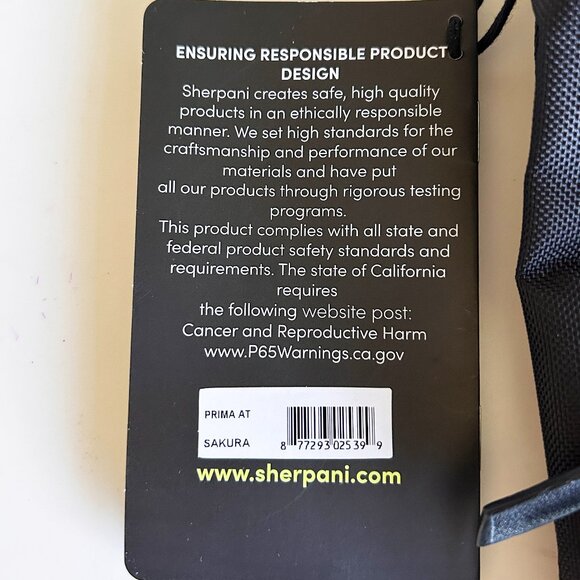 ENSURING RESPONSIBLE PRODUCT
DESIGN
Sherpani creates safe, high quality
products in an ethically responsible
manner. We set high standards for the
craftsmanship and performance of our
materials and have put
all our products through rigorous testing
programs.
This product complies with all state and
federal product safety standards and
requirements. The state of California
requires
the following website post:
Cancer and Reproductive Harm
www.P65Warnings.ca.gov
PRIMA AT
SAKURA
8 77293 02539 9
www.sherpani.com